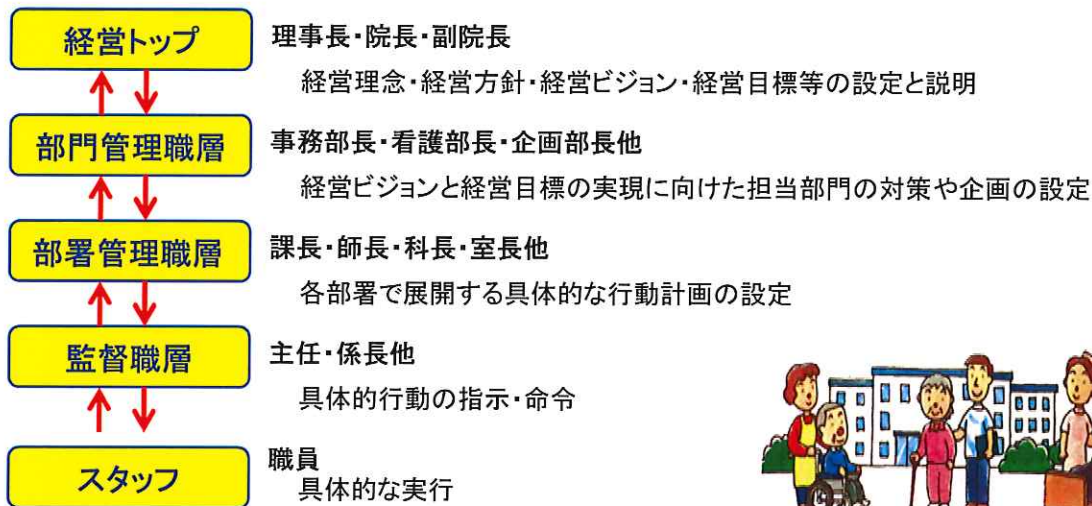 経営トップ
理事長・院長・副院長
経営理念・経営方針・経営ビジョン・経営目標等の設定と説明
部門管理職層
事務部長・看護部長・企画部長他
経営ビジョンと経営目標の実現に向けた担当部門の対策や企画の設定
部署管理職層
課長・師長・科長・室長他
各部署で展開する具体的な行動計画の設定
監督職層
主任・係長他
具体的行動の指示・命令
スタッフ
職員
具体的な実行